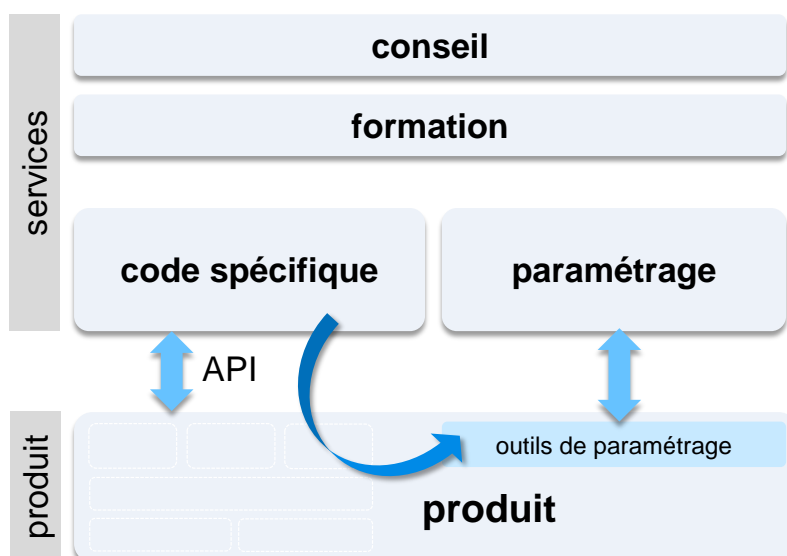 services
conseil
formation
code spécifique
paramétrage
API
produit
outils de paramétrage
produit